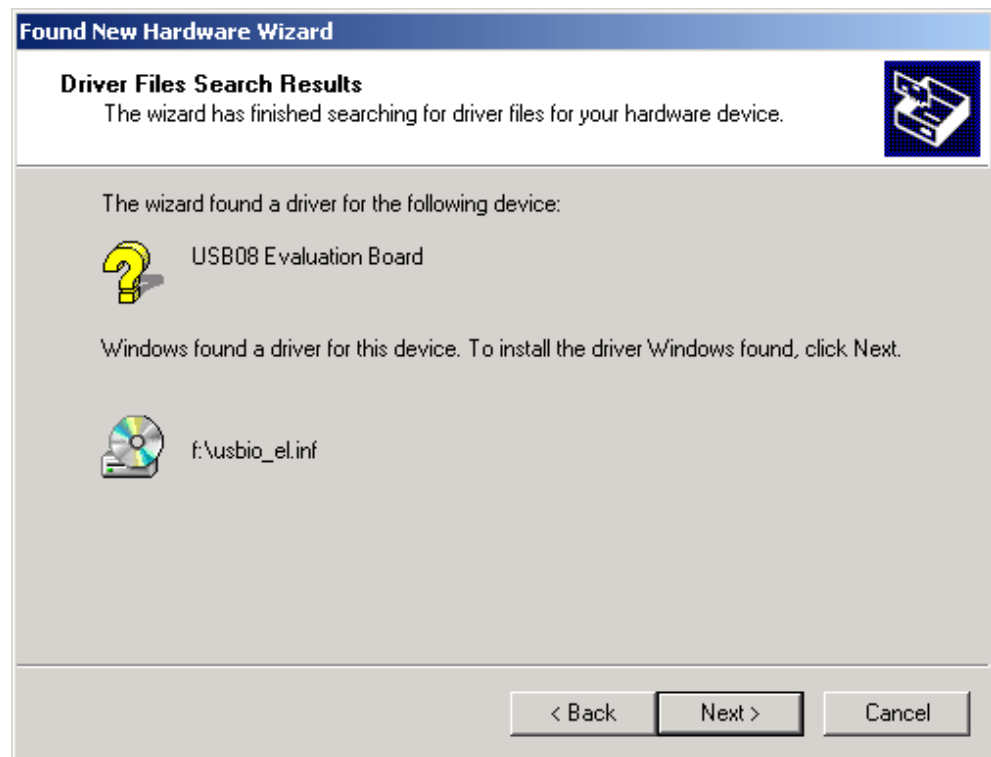 Found New Hardware Wizard
Driver Files Search Results
The wizard has finished searching for driver files for your hardware device.
The wizard found a driver for the following device:
USB08 Evaluation Board
Windows found a driver for this device. To install the driver Windows found, click Next.
f:\usbio_el.inf
< Back
Next >
Cancel